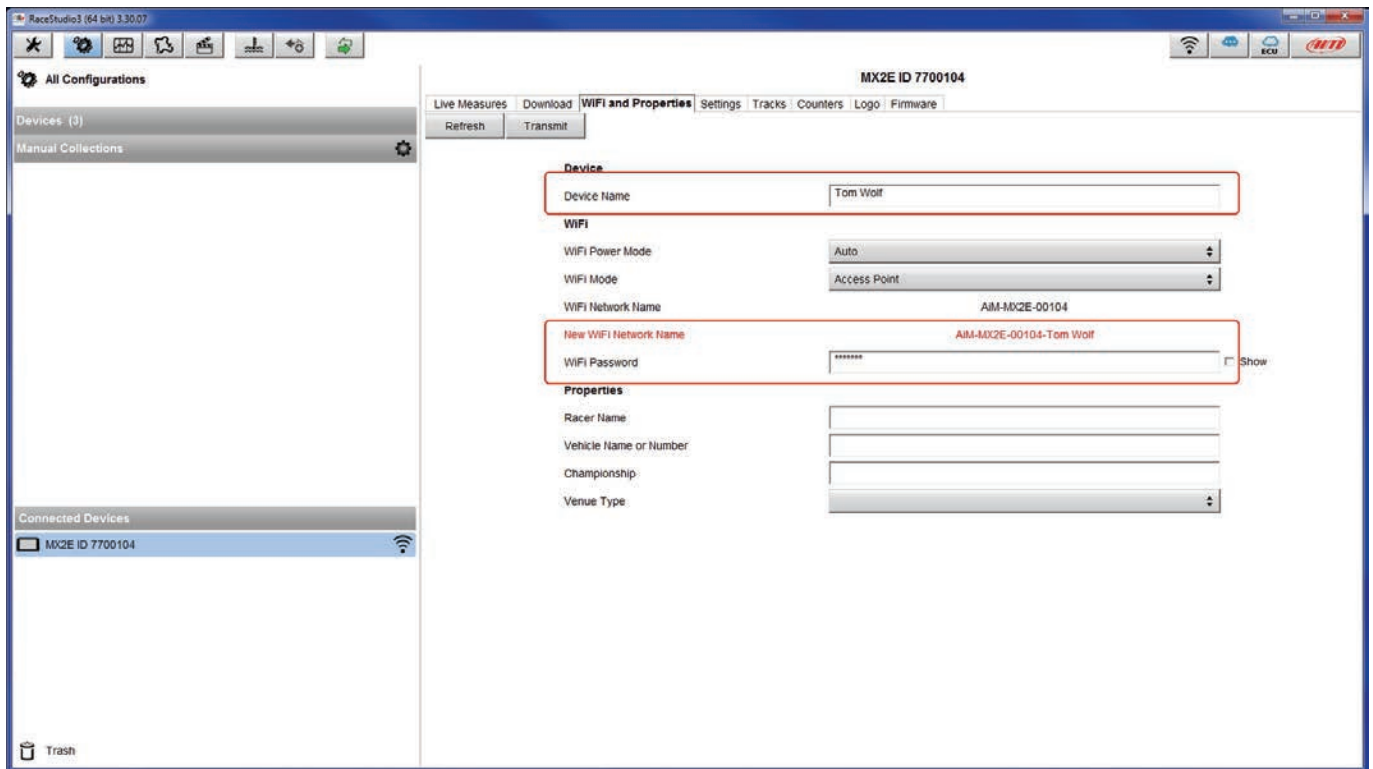 RaceStudio3 (64 bit) 3.30.07
ECU
AiM
All Configurations
MX2E ID 7700104
Live Measures Download WiFi and Properties Settings Tracks Counters Logo Firmware
Devices (3)
Refresh Transmit
Manual Collections
Device
Device Name Tom Wolf
WiFi
WiFi Power Mode Auto
WiFi Mode Access Point
WiFi Network Name AiM-MX2E-00104
New WiFi Network Name AiM-MX2E-00104-Tom Wolf
WiFi Password ******* Show
Properties
Racer Name
Vehicle Name or Number
Championship
Venue Type
Connected Devices
MX2E ID 7700104
Trash